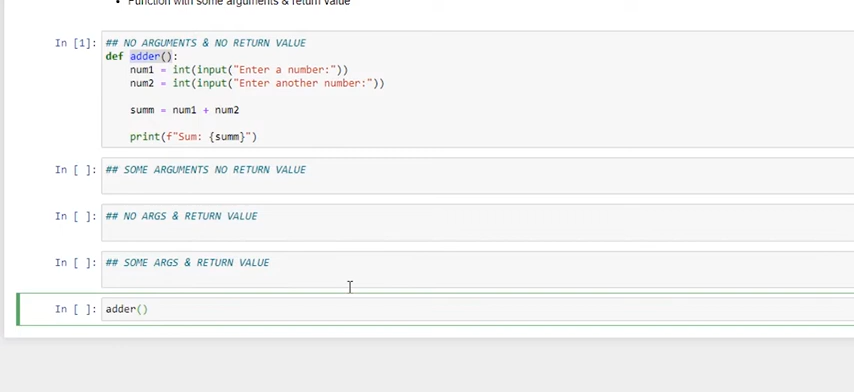 • Function with some arguments & return value
In [1]: ## NO ARGUMENTS & NO RETURN VALUE
def adder():
    num1 = int(input("Enter a number:"))
    num2 = int(input("Enter another number:"))
    summ = num1 + num2
    print(f"Sum: {summ}")
In [ ]: ## SOME ARGUMENTS NO RETURN VALUE
In [ ]: ## NO ARGS & RETURN VALUE
In [ ]: ## SOME ARGS & RETURN VALUE
In [ ]: adder()